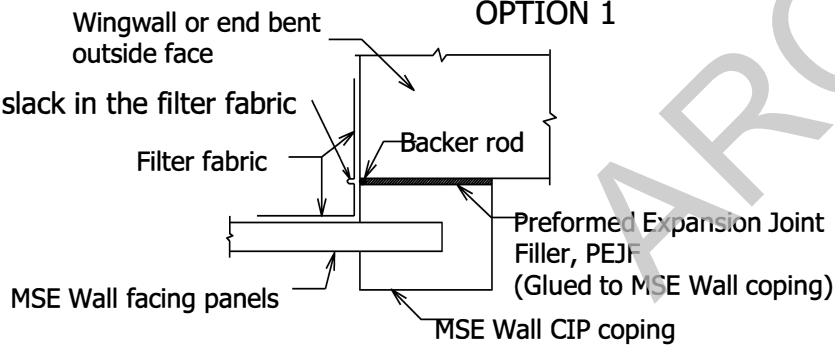 OPTION 1
Wingwall or end bent
outside face
slack in the filter fabric
Backer rod
Filter fabric
Preformed Expansion Joint
Filler, PEJF
(Glued to MSE Wall coping)
MSE Wall facing panels
MSE Wall CIP coping
ARC